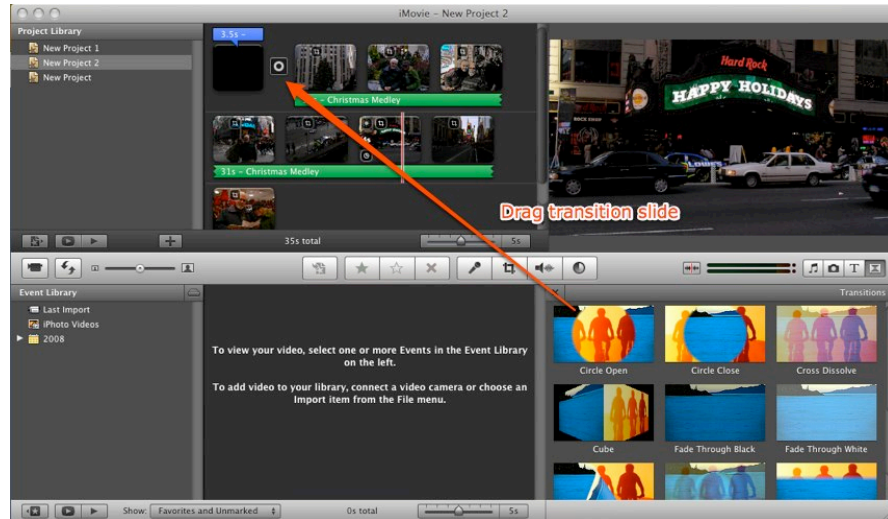 iMovie – New Project 2
Project Library
New Project 1
New Project 2
New Project
3.5s –
– Christmas Medley
31s – Christmas Medley
Hard Rock
HAPPY HOLIDAYS
ROCK SHOP
LOWE'S
Drag transition slide
35s total
5s
T
Event Library
Transitions
Last Import
iPhoto Videos
2008
To view your video, select one or more Events in the Event Library
on the left.
To add video to your library, connect a video camera or choose an
Import item from the File menu.
Circle Open
Circle Close
Cross Dissolve
Cube
Fade Through Black
Fade Through White
Show:
Favorites and Unmarked
0s total
5s